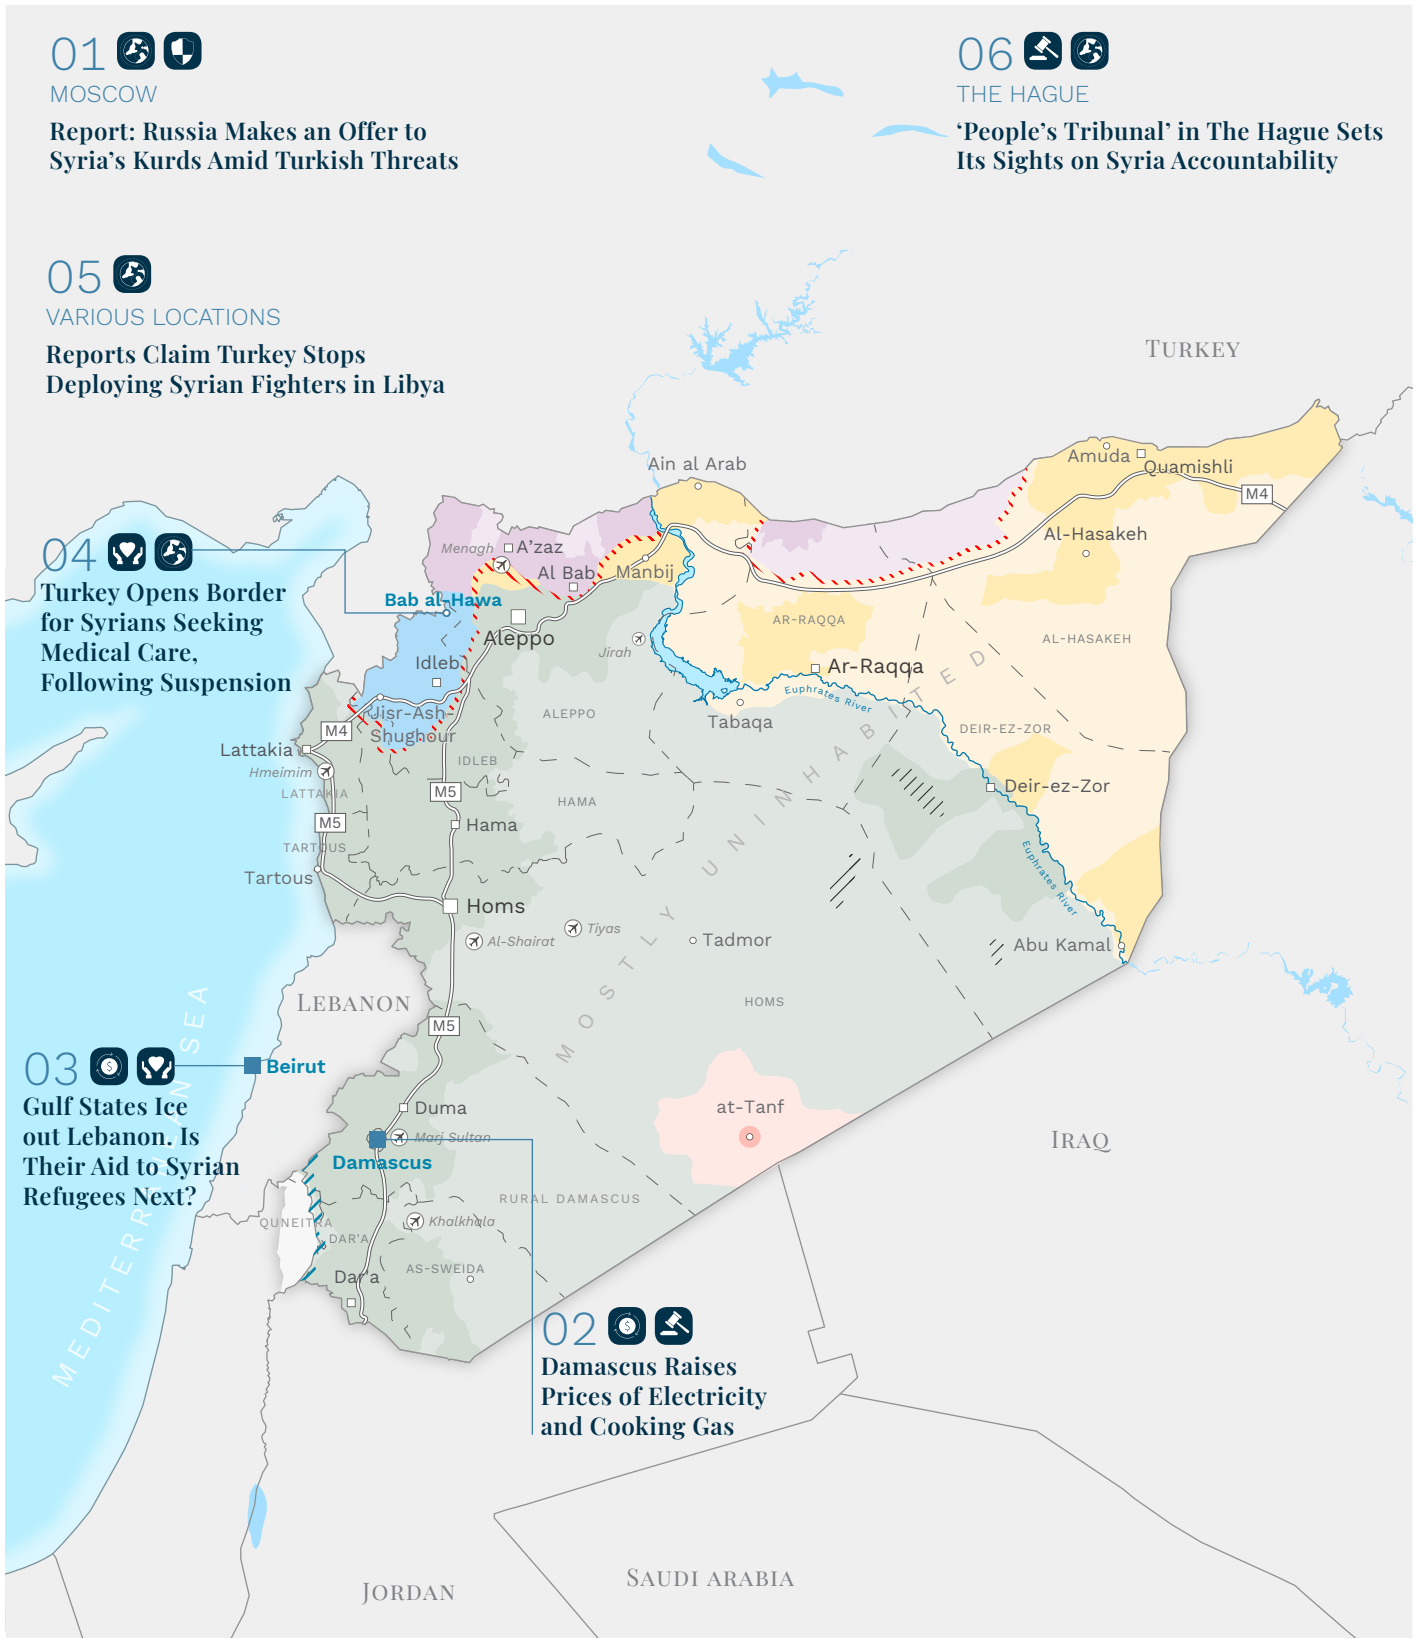 01
MOSCOW
Report: Russia Makes an Offer to
Syria’s Kurds Amid Turkish Threats
06
THE HAGUE
‘People’s Tribunal’ in The Hague Sets
Its Sights on Syria Accountability
05
VARIOUS LOCATIONS
Reports Claim Turkey Stops
Deploying Syrian Fighters in Libya
TURKEY
Ain al Arab
Amuda
Quamishli
M4
Al-Hasakeh
04
Turkey Opens Border
for Syrians Seeking
Medical Care,
Following Suspension
Menagh
A’zaz
Al Bab
Manbij
Bab al-Hawa
Aleppo
Jirah
AR-RAQQA
AL-HASAKEH
Idleb
Ar-Raqqa
Euphrates River
Tabaqa
Jisr-Ash-
Shughour
ALEPPO
M4
Lattakia
Hmeimim
LATTAKIA
IDLEB
DEIR-EZ-ZOR
Deir-ez-Zor
M5
HAMA
M5
Hama
TARTOUS
Tartous
Euphrates River
Homs
Al-Shairat
Tiyas
Tadmor
Abu Kamal
MOSTLY UNINHABITED
HOMS
LEBANON
M5
03
Beirut
Gulf States Ice
out Lebanon. Is
Their Aid to Syrian
Refugees Next?
MEDITERRANEAN SEA
Duma
Marj Sultan
Damascus
at-Tanf
IRAQ
RURAL DAMASCUS
QUNEITRA
DAR'A
Khalkhala
AS-SWEIDA
Dar'a
02
Damascus Raises
Prices of Electricity
and Cooking Gas
JORDAN
SAUDI ARABIA